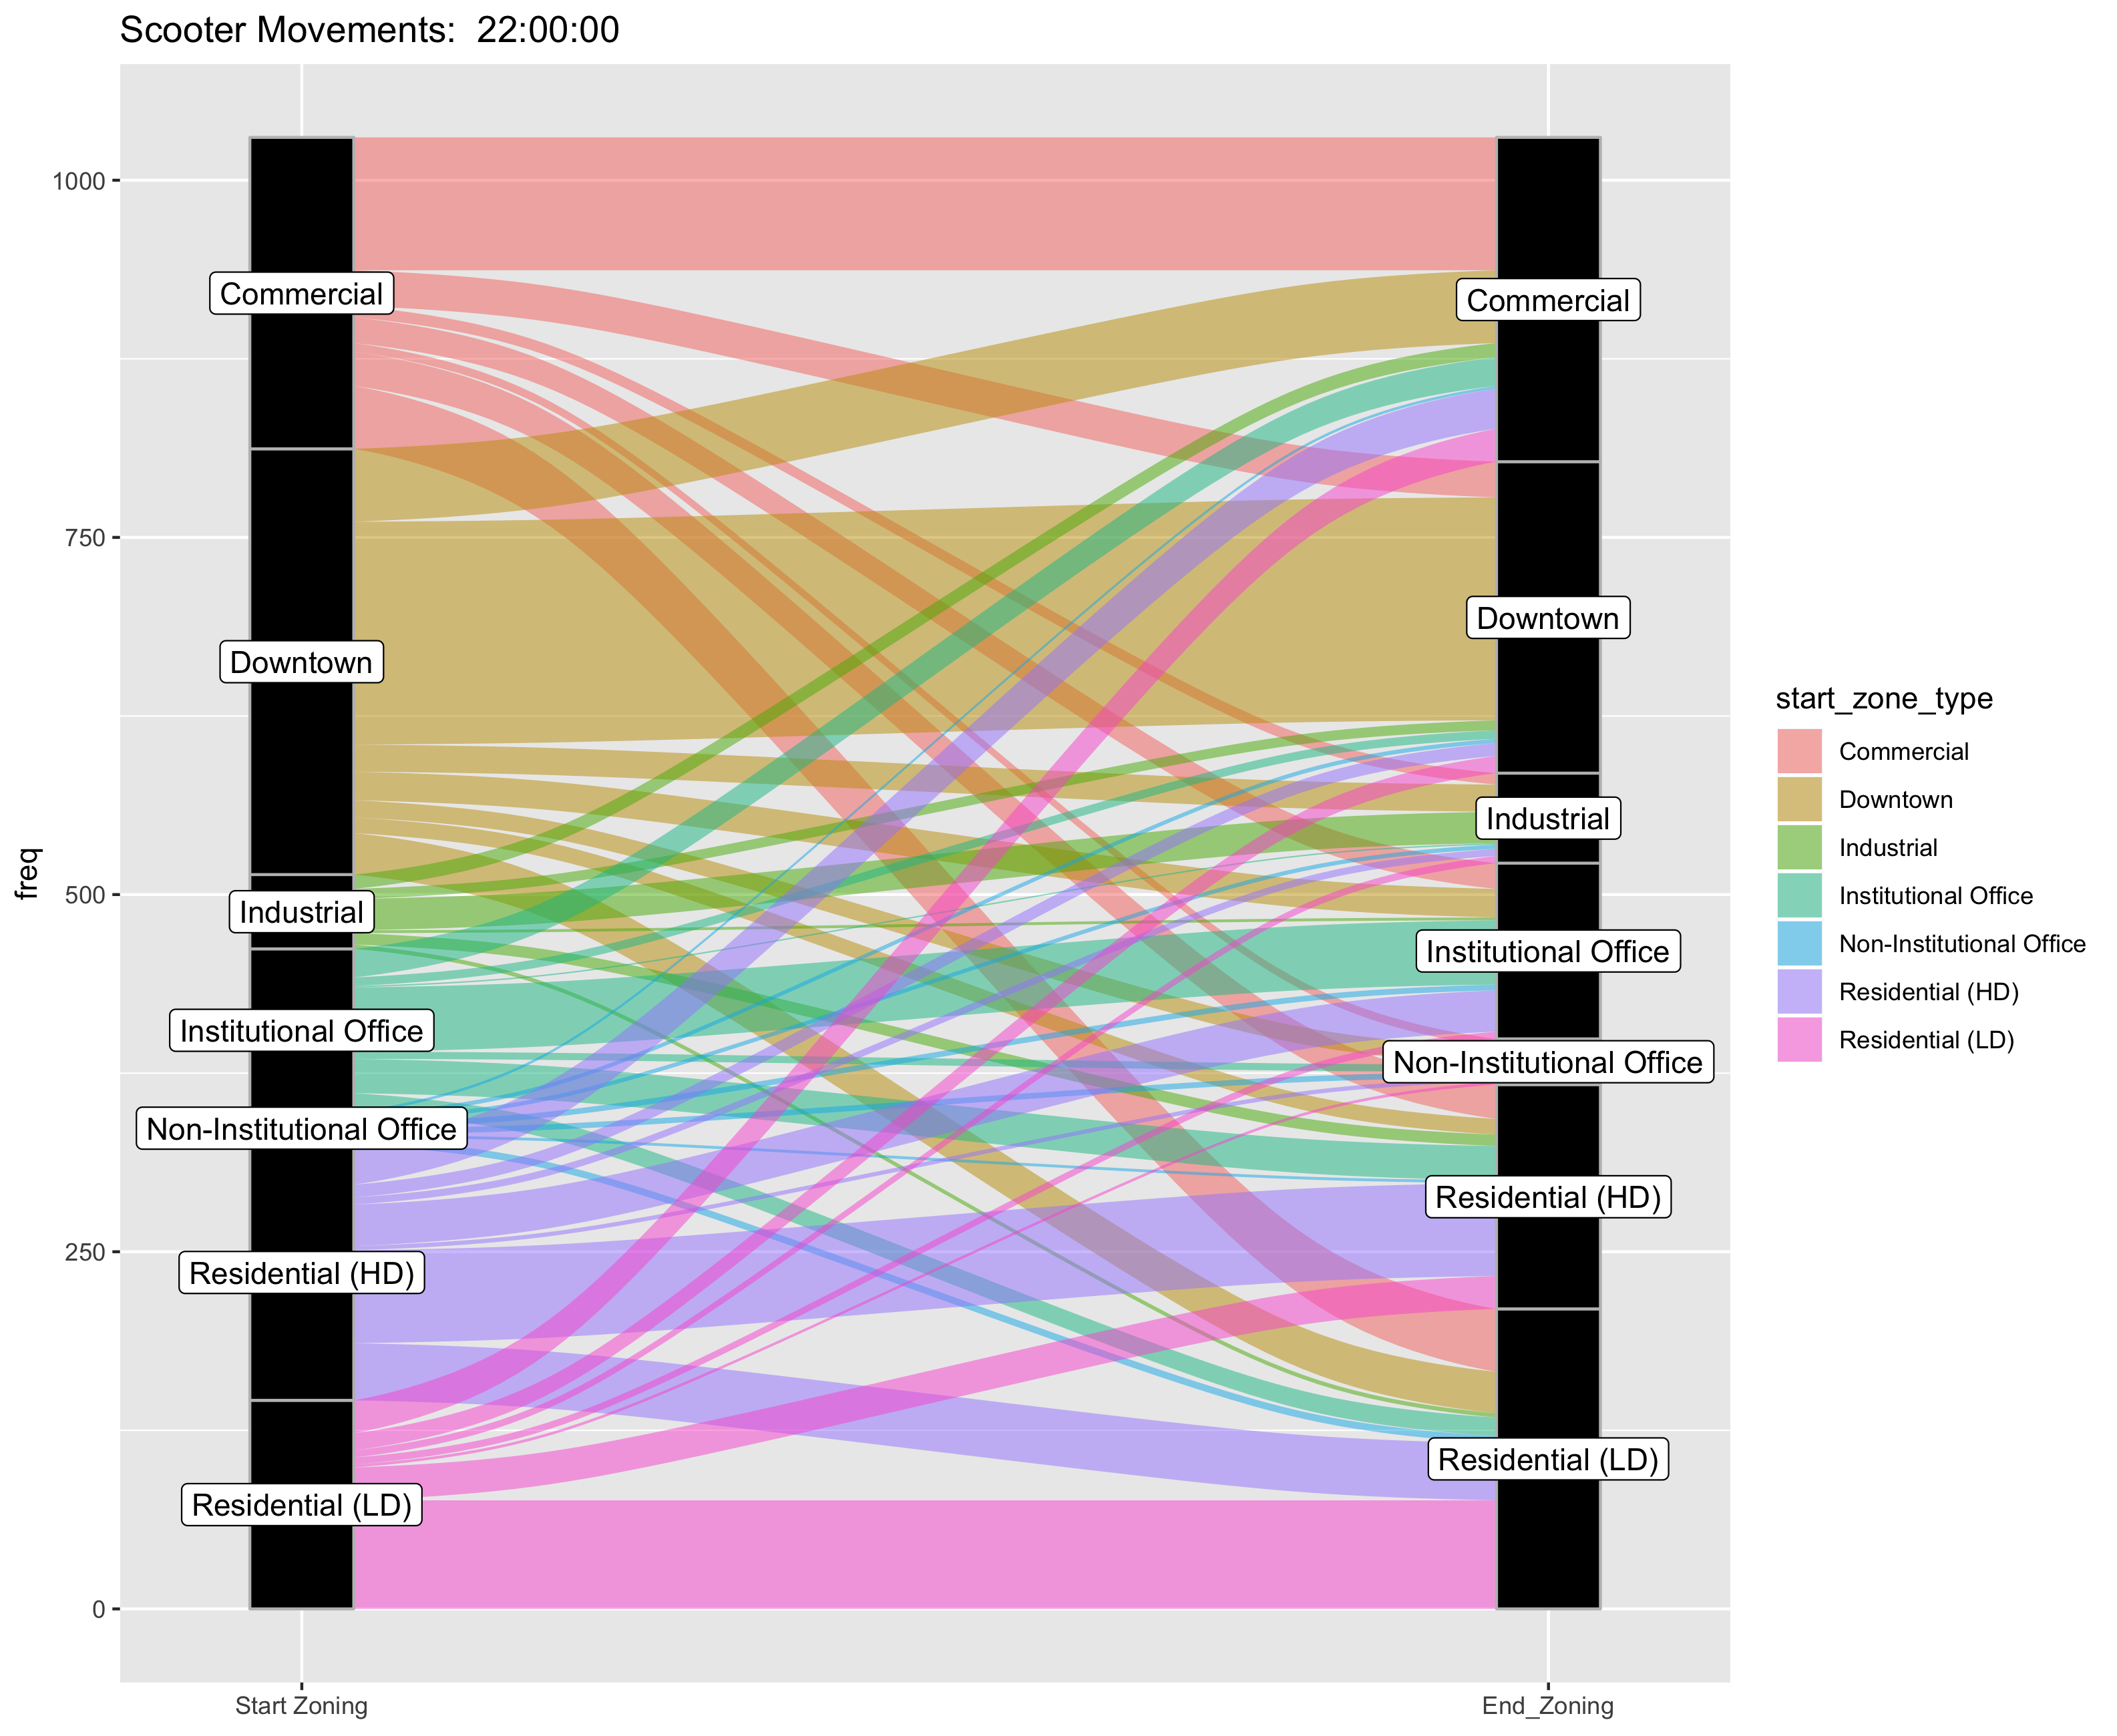 Scooter Movements:  22:00:00
freq
1000
750
500
250
0
Commercial
Downtown
Industrial
Institutional Office
Non-Institutional Office
Residential (HD)
Residential (LD)
Commercial
Downtown
Industrial
Institutional Office
Non-Institutional Office
Residential (HD)
Residential (LD)
Start Zoning
End_Zoning
start_zone_type
Commercial
Downtown
Industrial
Institutional Office
Non-Institutional Office
Residential (HD)
Residential (LD)